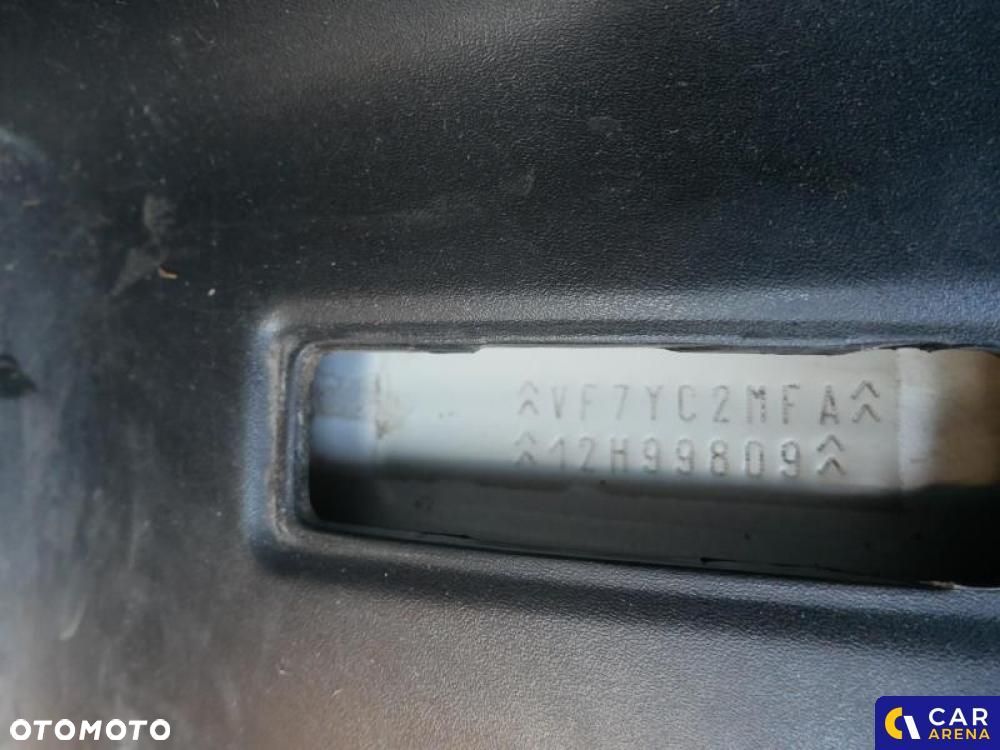 VF7YC2MFA
12H99809
OTOMOTO
CAR
ARENA